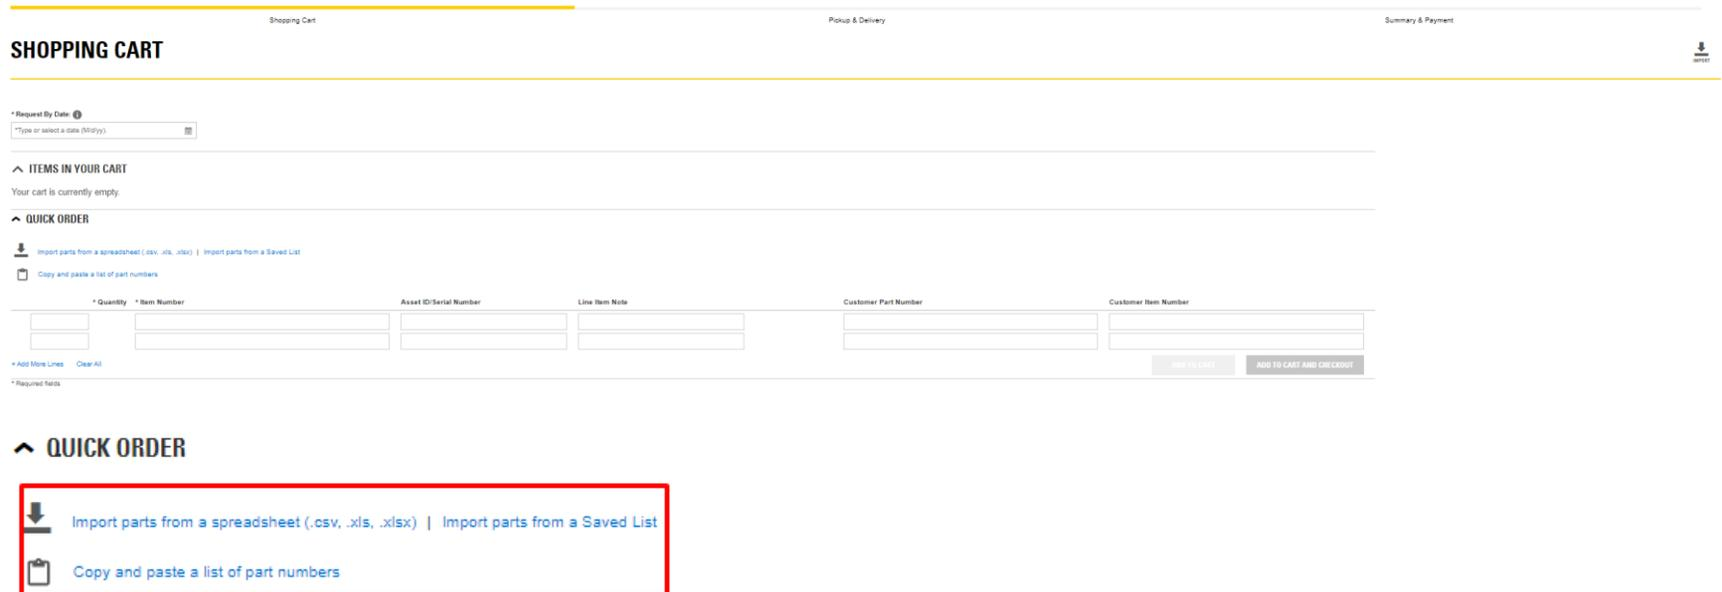 Shopping Cart Pickup & Delivery Summary & Payment
SHOPPING CART
IMPORT
* Request By Date:
*Type or select a date (M/d/yy).
ITEMS IN YOUR CART
Your cart is currently empty.
QUICK ORDER
Import parts from a spreadsheet (.csv, .xls, .xlsx) | Import parts from a Saved List
Copy and paste a list of part numbers
* Quantity * Item Number Asset ID/Serial Number Line Item Note Customer Part Number Customer Item Number
+ Add More Lines Clear All ADD TO CART ADD TO CART AND CHECKOUT
* Required fields
QUICK ORDER
Import parts from a spreadsheet (.csv, .xls, .xlsx) | Import parts from a Saved List
Copy and paste a list of part numbers